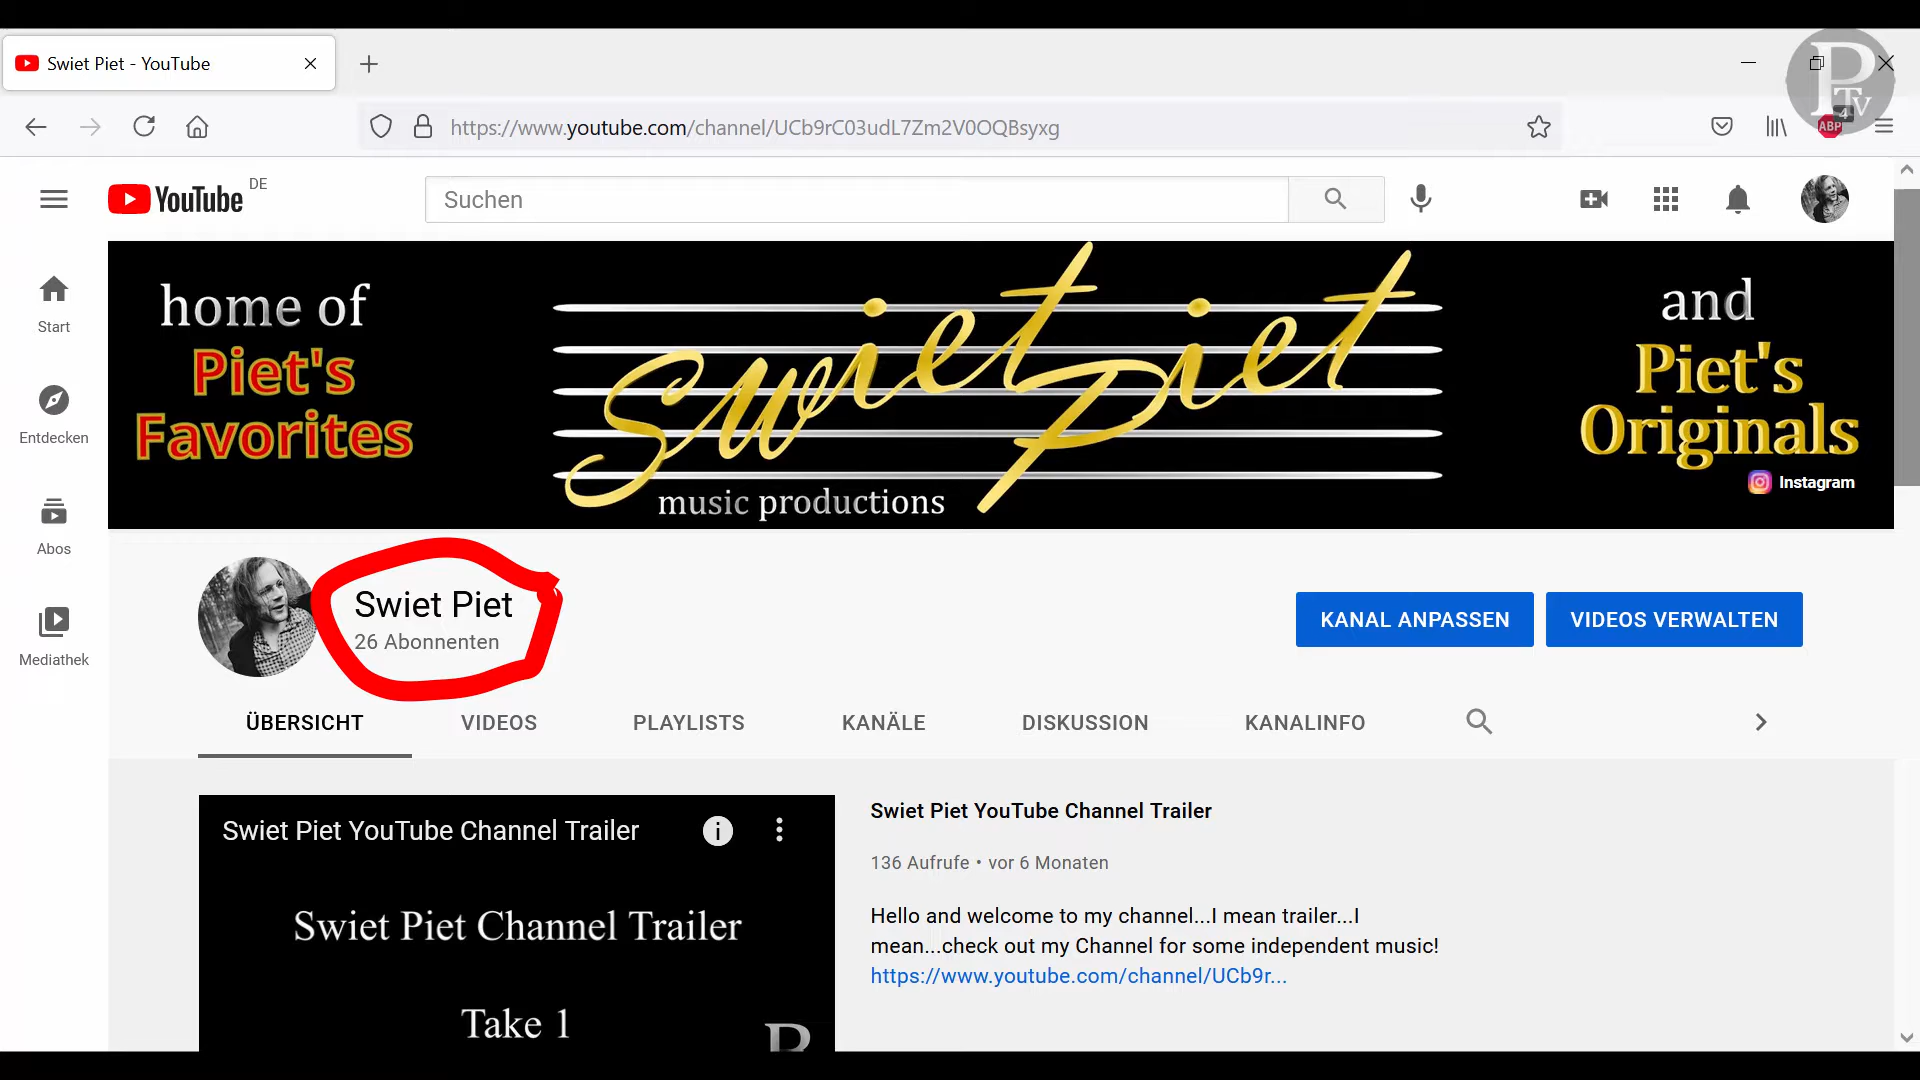 Swiet Piet - YouTube
PTV
4
ABP
https://www.youtube.com/channel/UCb9rC03udL7Zm2V0OQBsyxg
YouTube DE
Suchen
home of
Piet's
Favorites
swiet piet
music productions
and
Piet's
Originals
Instagram
Start
Entdecken
Abos
Mediathek
Swiet Piet
26 Abonnenten
KANAL ANPASSEN
VIDEOS VERWALTEN
ÜBERSICHT
VIDEOS
PLAYLISTS
KANÄLE
DISKUSSION
KANALINFO
Swiet Piet YouTube Channel Trailer
Swiet Piet Channel Trailer
Take 1
P
Swiet Piet YouTube Channel Trailer
136 Aufrufe • vor 6 Monaten
Hello and welcome to my channel...I mean trailer...I
mean...check out my Channel for some independent music!
https://www.youtube.com/channel/UCb9r...